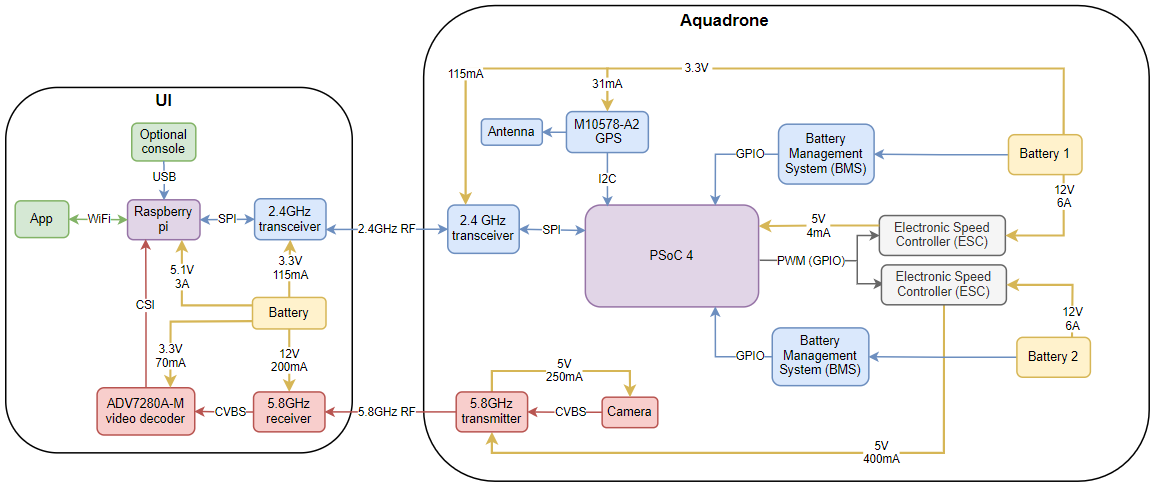 Aquadrone
UI
115mA
31mA
3.3V
Optional
console
Antenna
M10578-A2
GPS
Battery
Management
System (BMS)
Battery 1
GPIO
USB
I2C
12V
6A
App
WiFi
Raspberry
pi
SPI
2.4GHz
transceiver
2.4GHz RF
2.4 GHz
transceiver
SPI
PSoC 4
5V
4mA
Electronic Speed
Controller (ESC)
PWM (GPIO)
Electronic Speed
Controller (ESC)
5.1V
3A
3.3V
115mA
CSI
Battery
12V
6A
3.3V
70mA
12V
200mA
GPIO
Battery
Management
System (BMS)
Battery 2
5V
250mA
ADV7280A-M
video decoder
CVBS
5.8GHz
receiver
5.8GHz RF
5.8GHz
transmitter
CVBS
Camera
5V
400mA